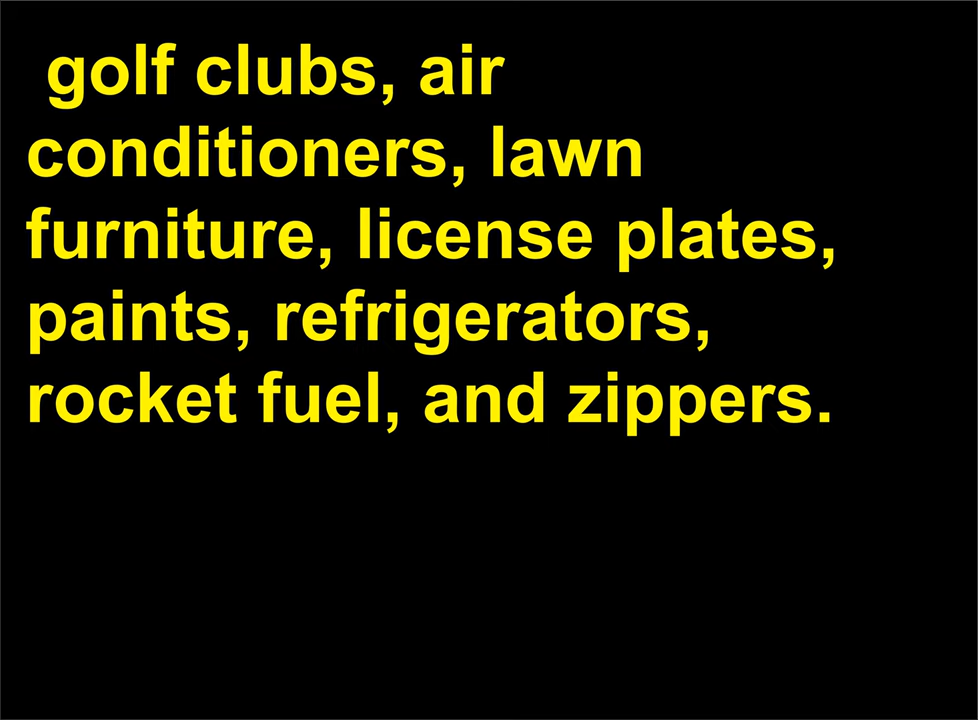 golf clubs, air
conditioners, lawn
furniture, license plates,
paints, refrigerators,
rocket fuel, and zippers.